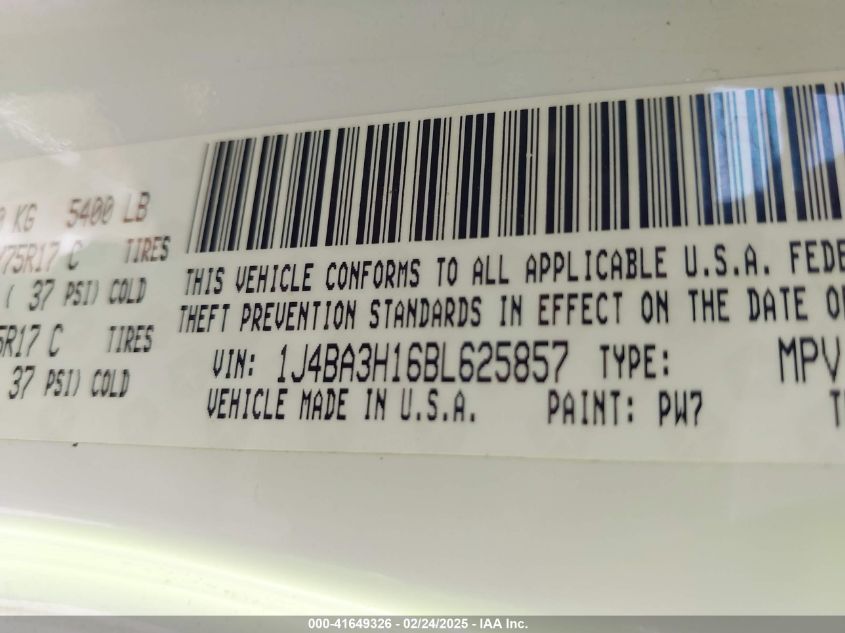 KG 5400 LB
75R17 C TIRES
( 37 PSI) COLD
R17 C TIRES
37 PSI) COLD
THIS VEHICLE CONFORMS TO ALL APPLICABLE U.S.A. FEDE
THEFT PREVENTION STANDARDS IN EFFECT ON THE DATE O
VIN: 1J4BA3H16BL625857 TYPE: MPV
VEHICLE MADE IN U.S.A. PAINT: PW7 T
000-41649326 - 02/24/2025 - IAA Inc.